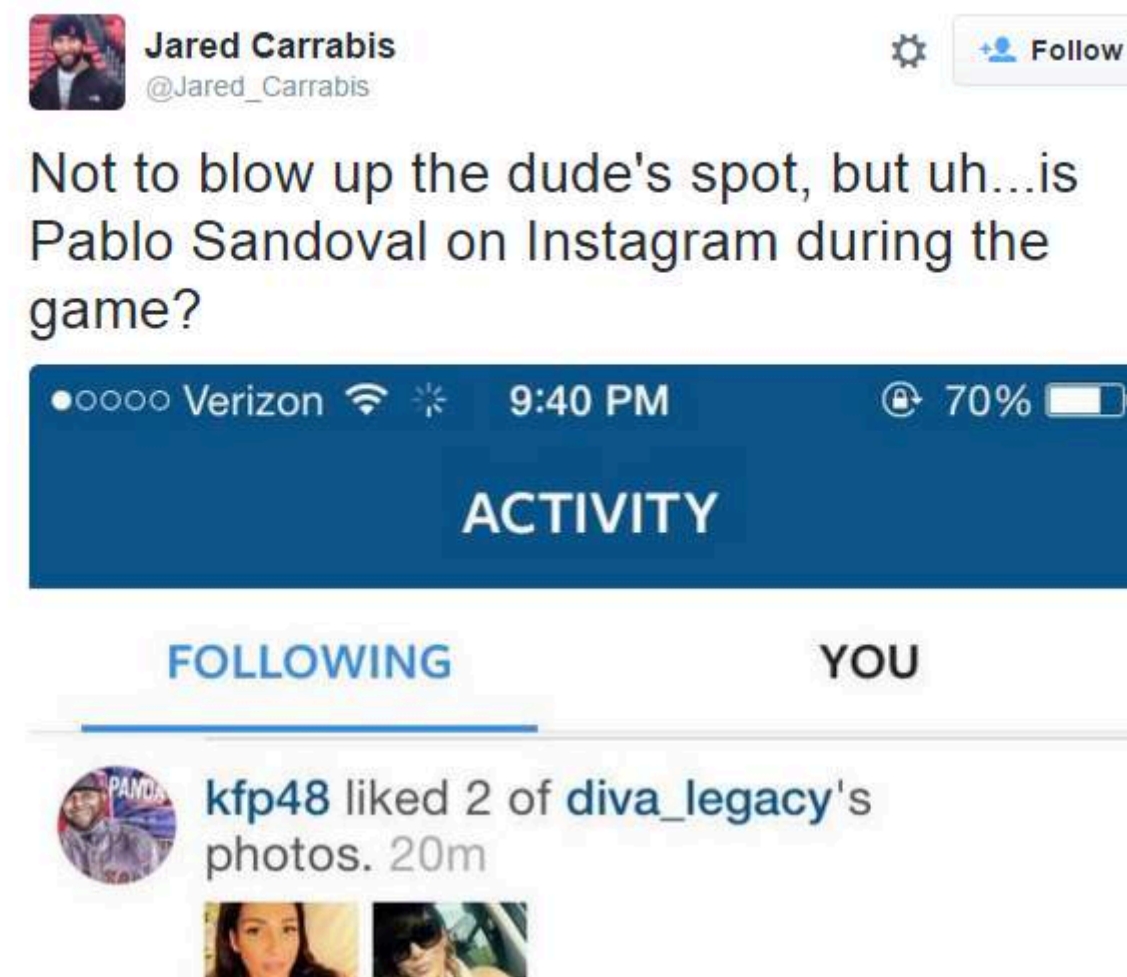 Jared Carrabis
@Jared_Carrabis
Follow
Not to blow up the dude's spot, but uh...is
Pablo Sandoval on Instagram during the
game?
Verizon 9:40 PM 70%
ACTIVITY
FOLLOWING YOU
PANDA
kfp48 liked 2 of diva_legacy's
photos. 20m